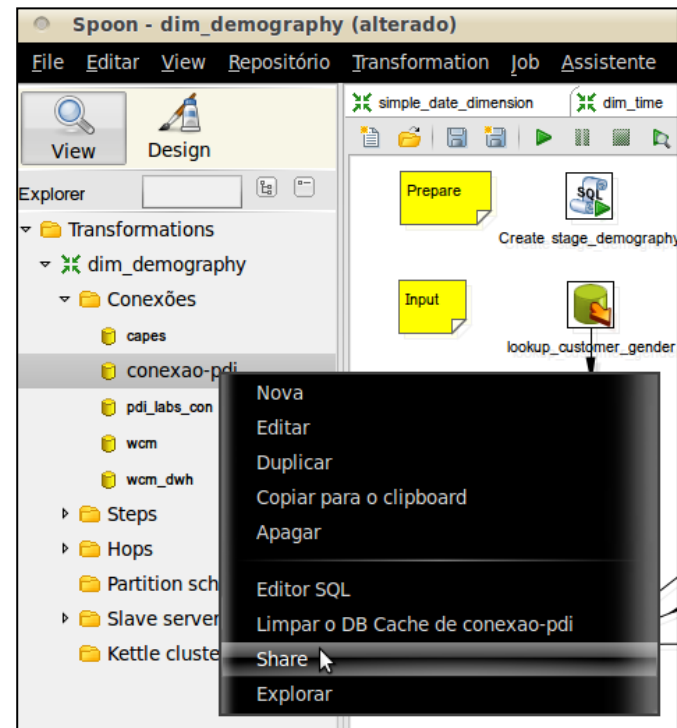 Spoon - dim_demography (alterado)
File Editar View Repositório Transformation Job Assistente
View Design
simple_date_dimension dim_time
Explorer
Prepare
SQL
Create stage_demography
Transformations
dim_demography
Conexões
Input
capes
lookup_customer_gender
conexao-pdi
Nova
pdi_labs_con
Editar
wcm
Duplicar
wcm_dwh
Copiar para o clipboard
Steps
Apagar
Hops
Partition sch
Editor SQL
Slave server
Limpar o DB Cache de conexao-pdi
Kettle cluste
Share
Explorar